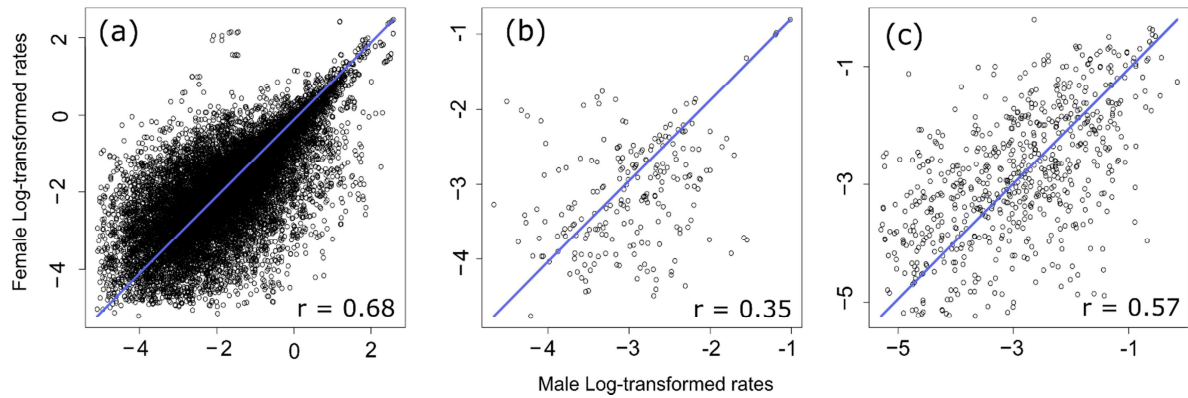 (a)
(b)
(c)
Female Log-transformed rates
2
0
−2
−4
−4
−2
0
2
r = 0.68
-1
−2
−3
−4
−4
−3
−2
-1
r = 0.35
-1
-3
-5
−5
−3
-1
r = 0.57
Male Log-transformed rates